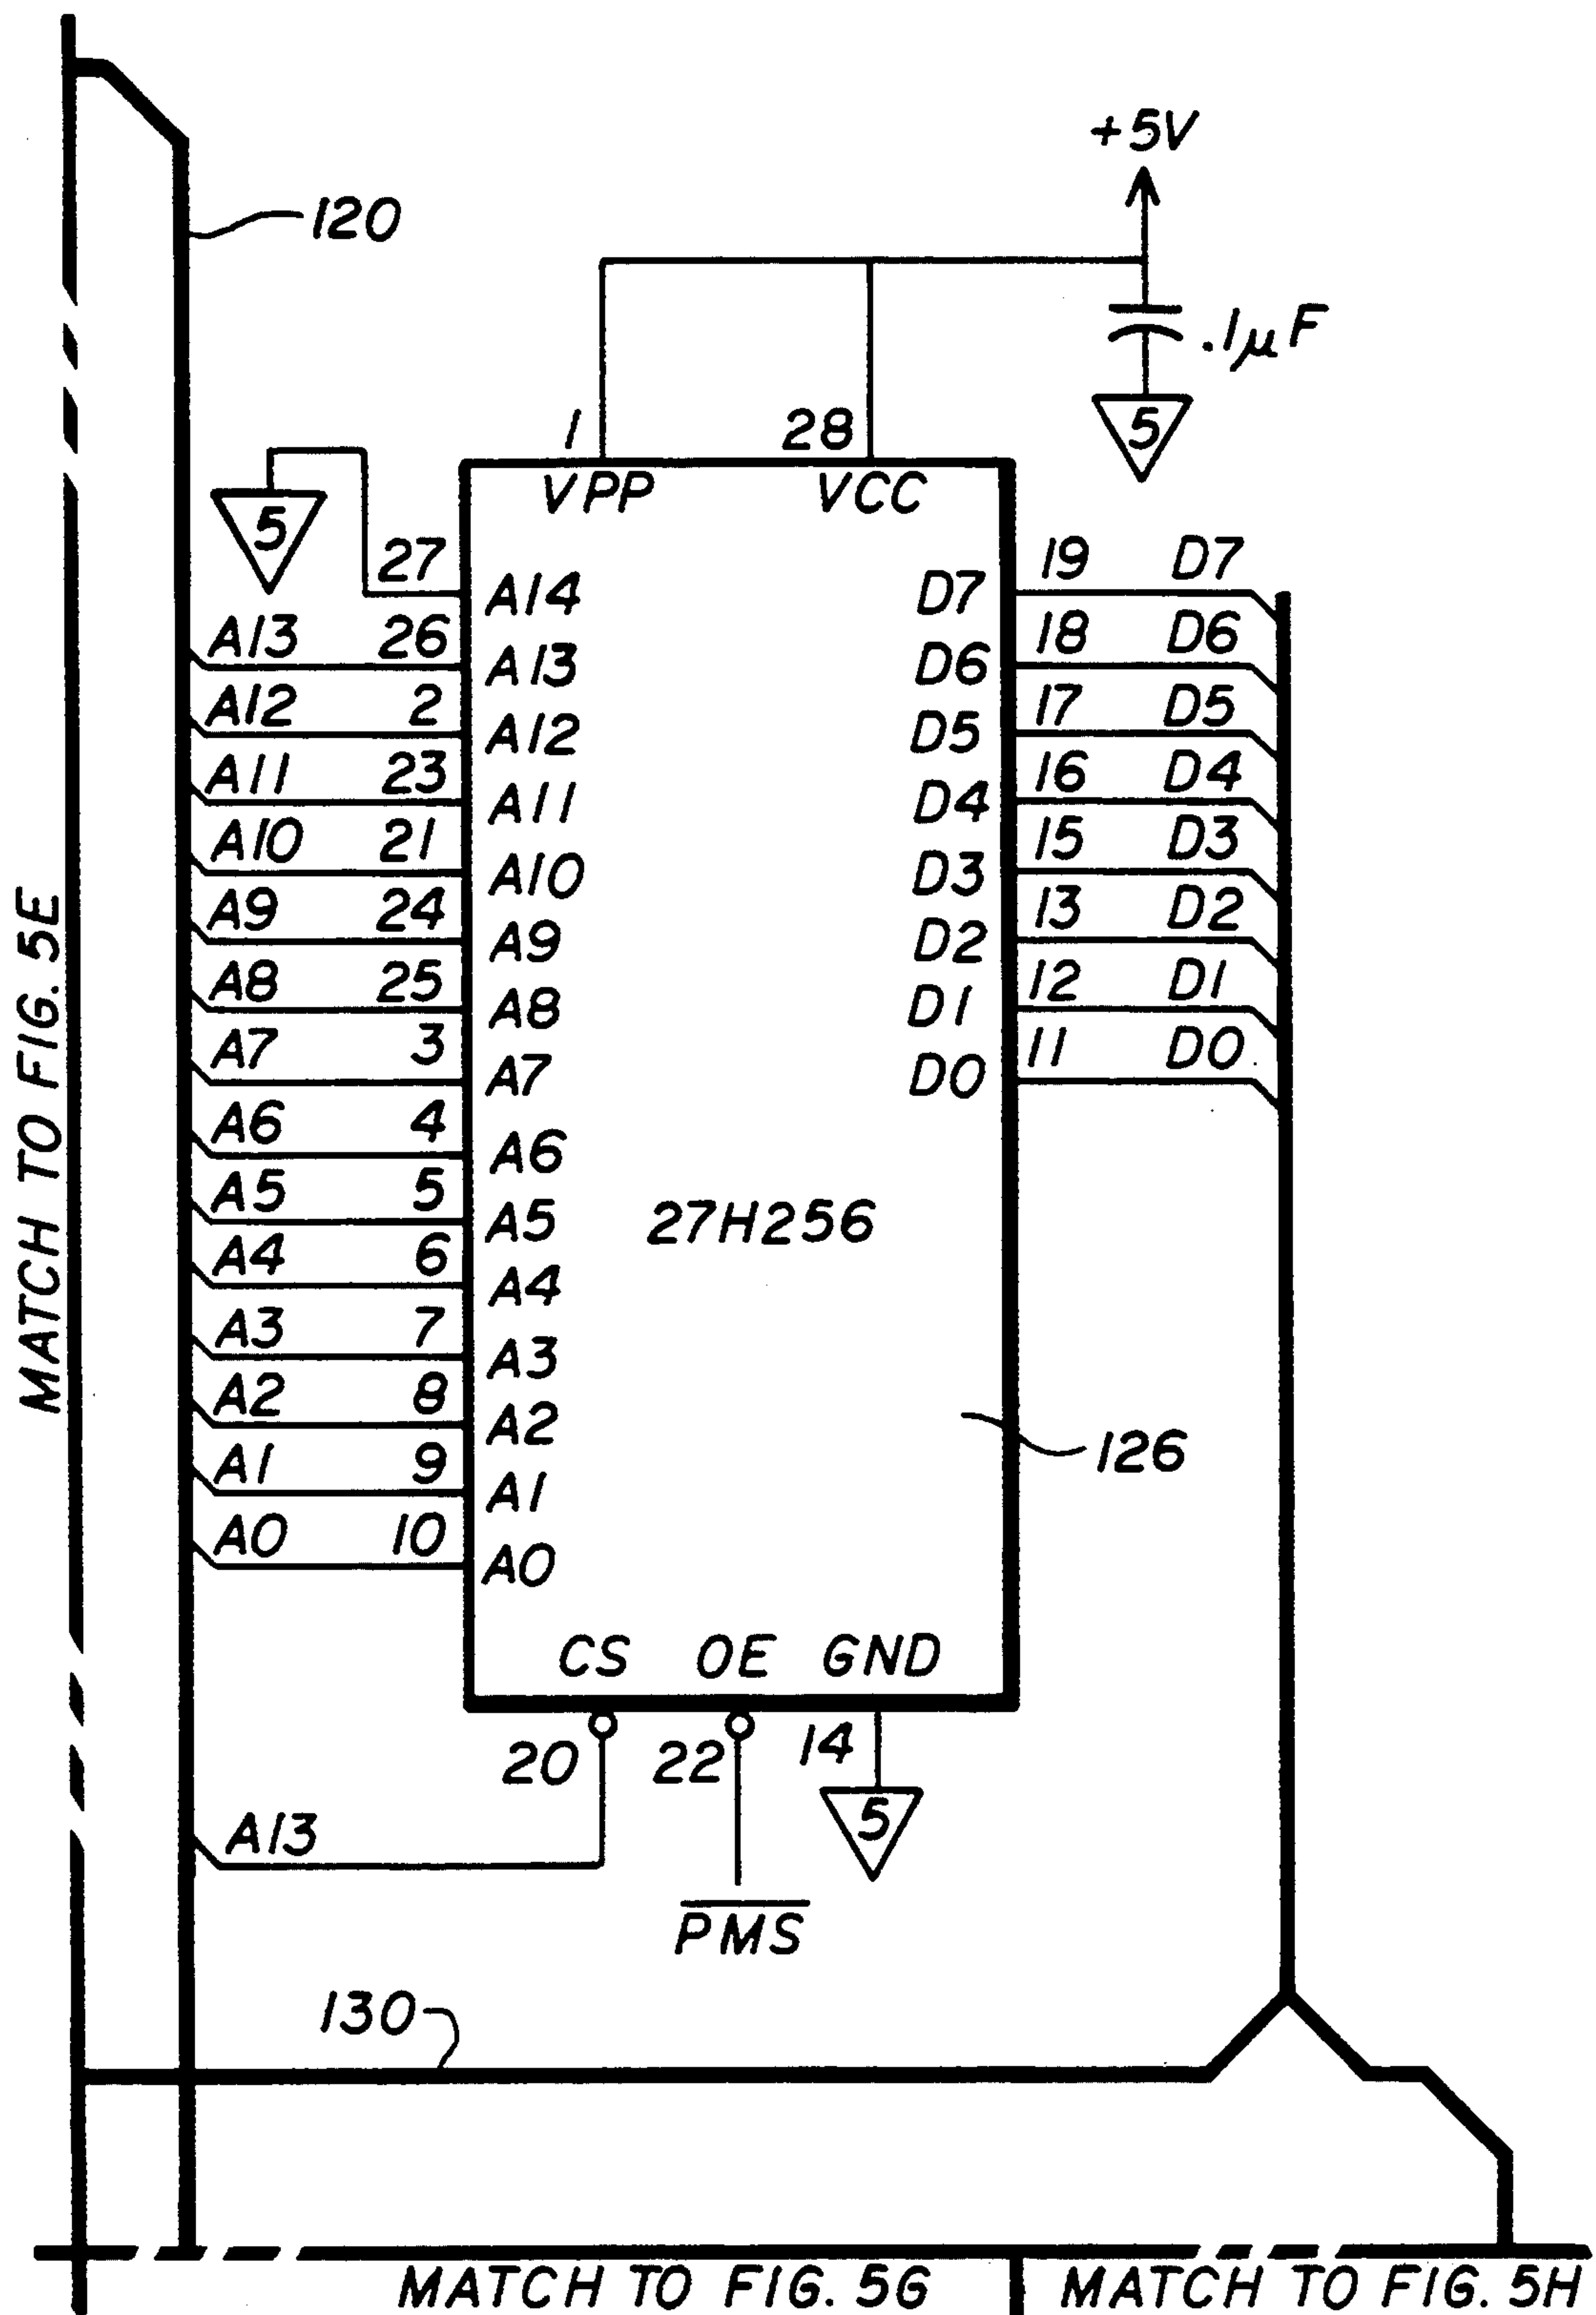 +5V
120
.1µF
5
1 28
VPP VCC
5
27 A14 D7 19 D7
A13 26 A13 D6 18 D6
A12 2 A12 D5 17 D5
A11 23 A11 D4 16 D4
A10 21 A10 D3 15 D3
A9 24 A9 D2 13 D2
A8 25 A8 D1 12 D1
A7 3 A7 D0 11 D0
A6 4 A6
A5 5 A5 27H256
A4 6 A4
A3 7 A3
A2 8 A2
A1 9 A1 126
A0 10 A0
CS OE GND
20 22 14
5
A13
PMS
130
MATCH TO FIG. 5E
MATCH TO FIG. 5G MATCH TO FIG. 5H